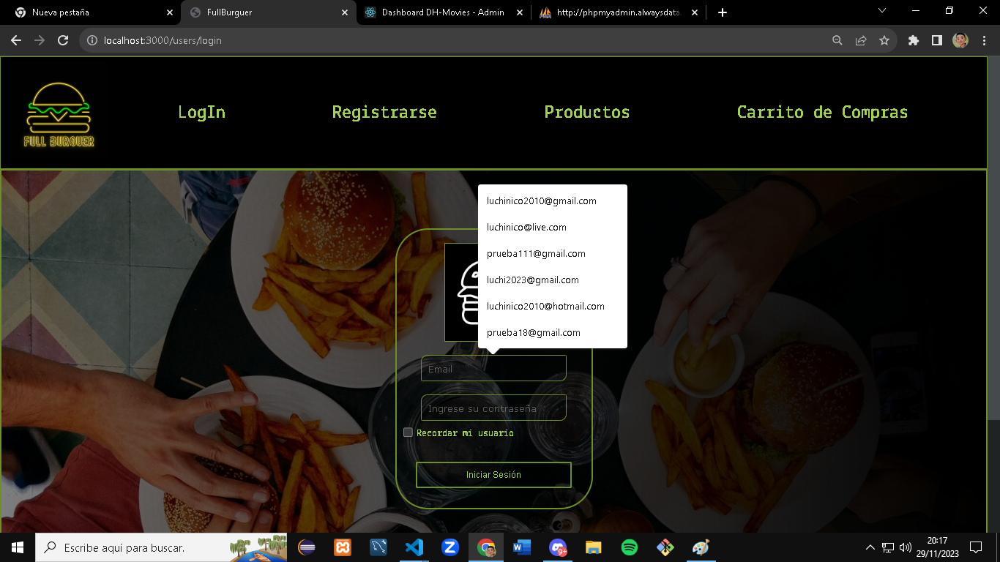 Nueva pestaña
FullBurguer
Dashboard DH-Movies - Admin
http://phpmyadmin.alwaysdata.
localhost:3000/users/login
FULL BURGUER
LogIn
Registrarse
Productos
Carrito de Compras
luchinico2010@gmail.com
luchinico@live.com
prueba111@gmail.com
luchi2023@gmail.com
luchinico2010@hotmail.com
prueba18@gmail.com
Email
Ingrese su contraseña
Recordar mi usuario
Iniciar Sesión
Escribe aquí para buscar.
9+
20:17
29/11/2023